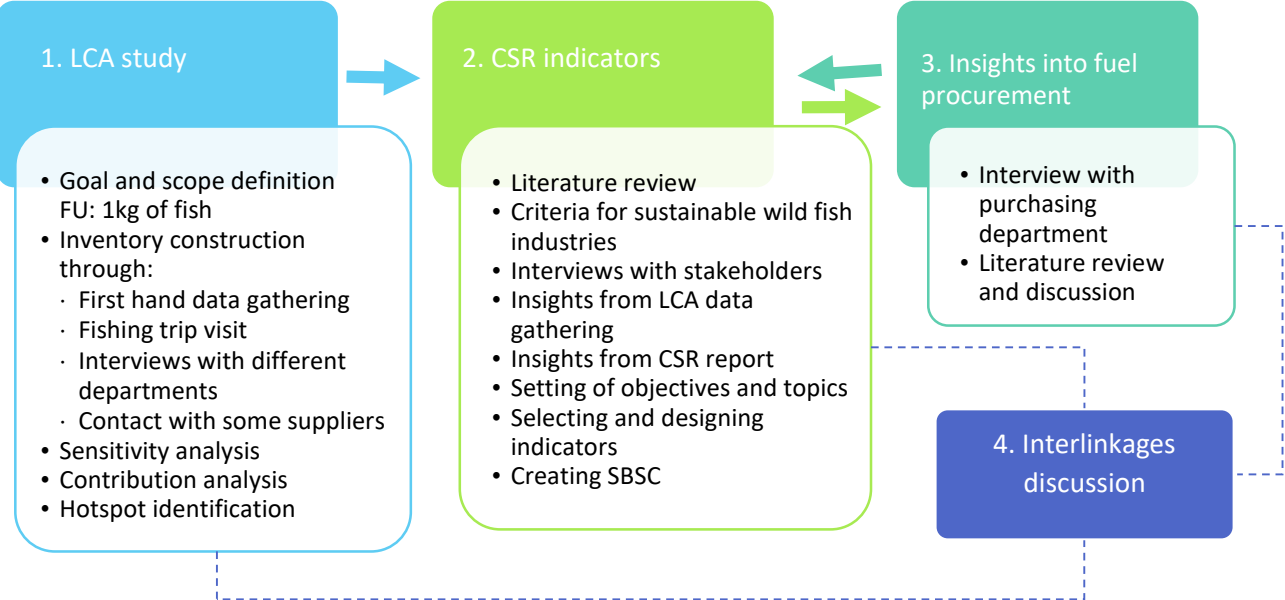 1. LCA study
• Goal and scope definition
FU: 1kg of fish
• Inventory construction
through:
· First hand data gathering
· Fishing trip visit
· Interviews with different
departments
· Contact with some suppliers
• Sensitivity analysis
• Contribution analysis
• Hotspot identification
2. CSR indicators
• Literature review
• Criteria for sustainable wild fish
industries
• Interviews with stakeholders
• Insights from LCA data
gathering
• Insights from CSR report
• Setting of objectives and topics
• Selecting and designing
indicators
• Creating SBSC
3. Insights into fuel
procurement
• Interview with
purchasing
department
• Literature review
and discussion
4. Interlinkages
discussion